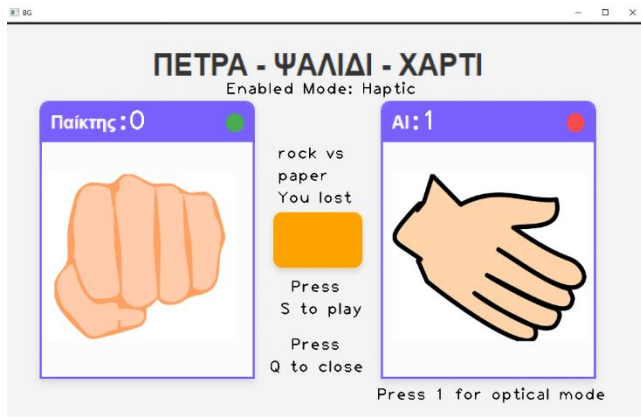 BG
ΠΕΤΡΑ - ΨΑΛΙΔΙ - ΧΑΡΤΙ
Enabled Mode: Haptic
Παίκτης:0
AI:1
rock vs
paper
You lost
Press
S to play
Press
Q to close
Press 1 for optical mode